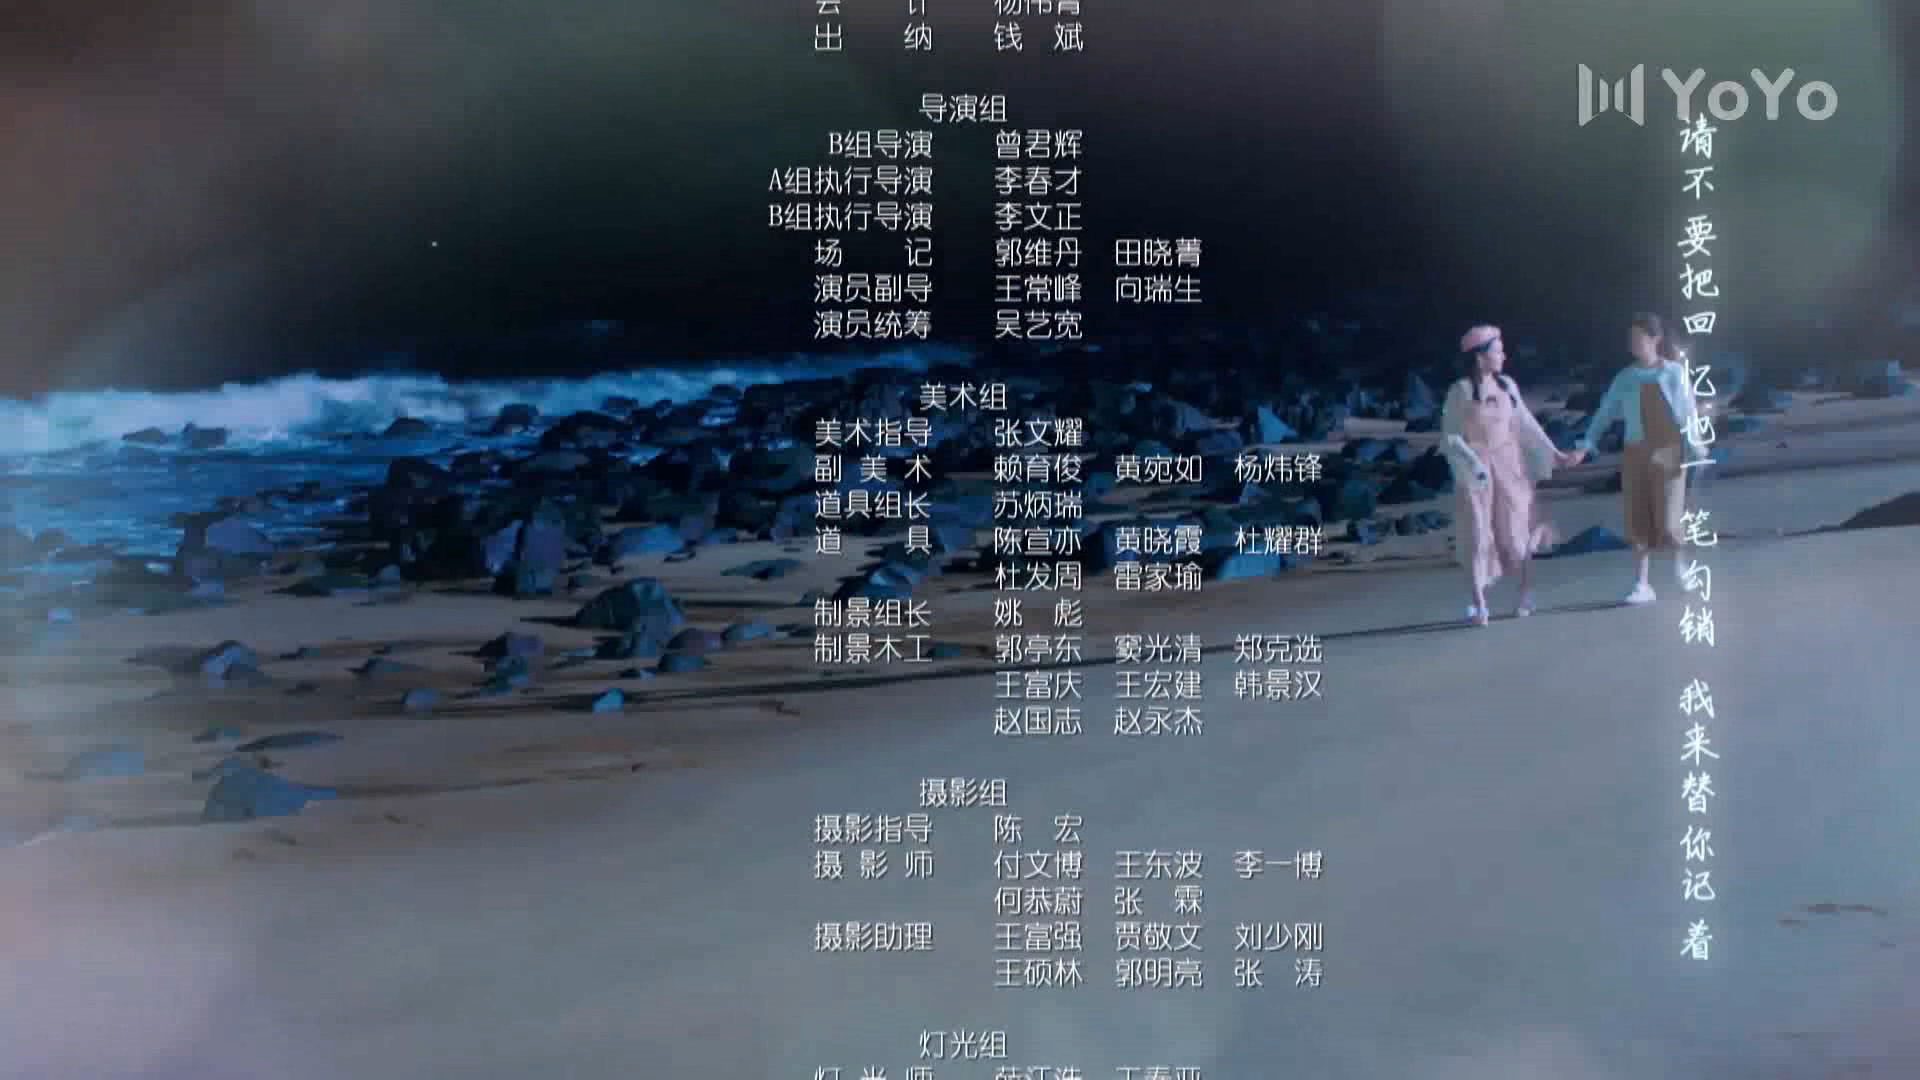 出纳 钱斌
导演组
B组导演 曾君辉
A组执行导演 李春才
B组执行导演 李文正
场记 郭维丹 田晓菁
演员副导 王常峰 向瑞生
演员统筹 吴艺宽
美术组
美术指导 张文耀
副美术 赖育俊 黄宛如 杨炜锋
道具组长 苏炳瑞
道具 陈宣亦 黄晓霞 杜耀群
杜发周 雷家瑜
制景组长 姚彪
制景木工 郭亭东 窦光清 郑克选
王富庆 王宏建 韩景汉
赵国志 赵永杰
摄影组
摄影指导 陈宏
摄影师 付文博 王东波 李一博
何恭蔚 张霖
摄影助理 王富强 贾敬文 刘少刚
王硕林 郭明亮 张涛
灯光组
YoYo
请不要把回忆也一笔勾销 我来替你记着